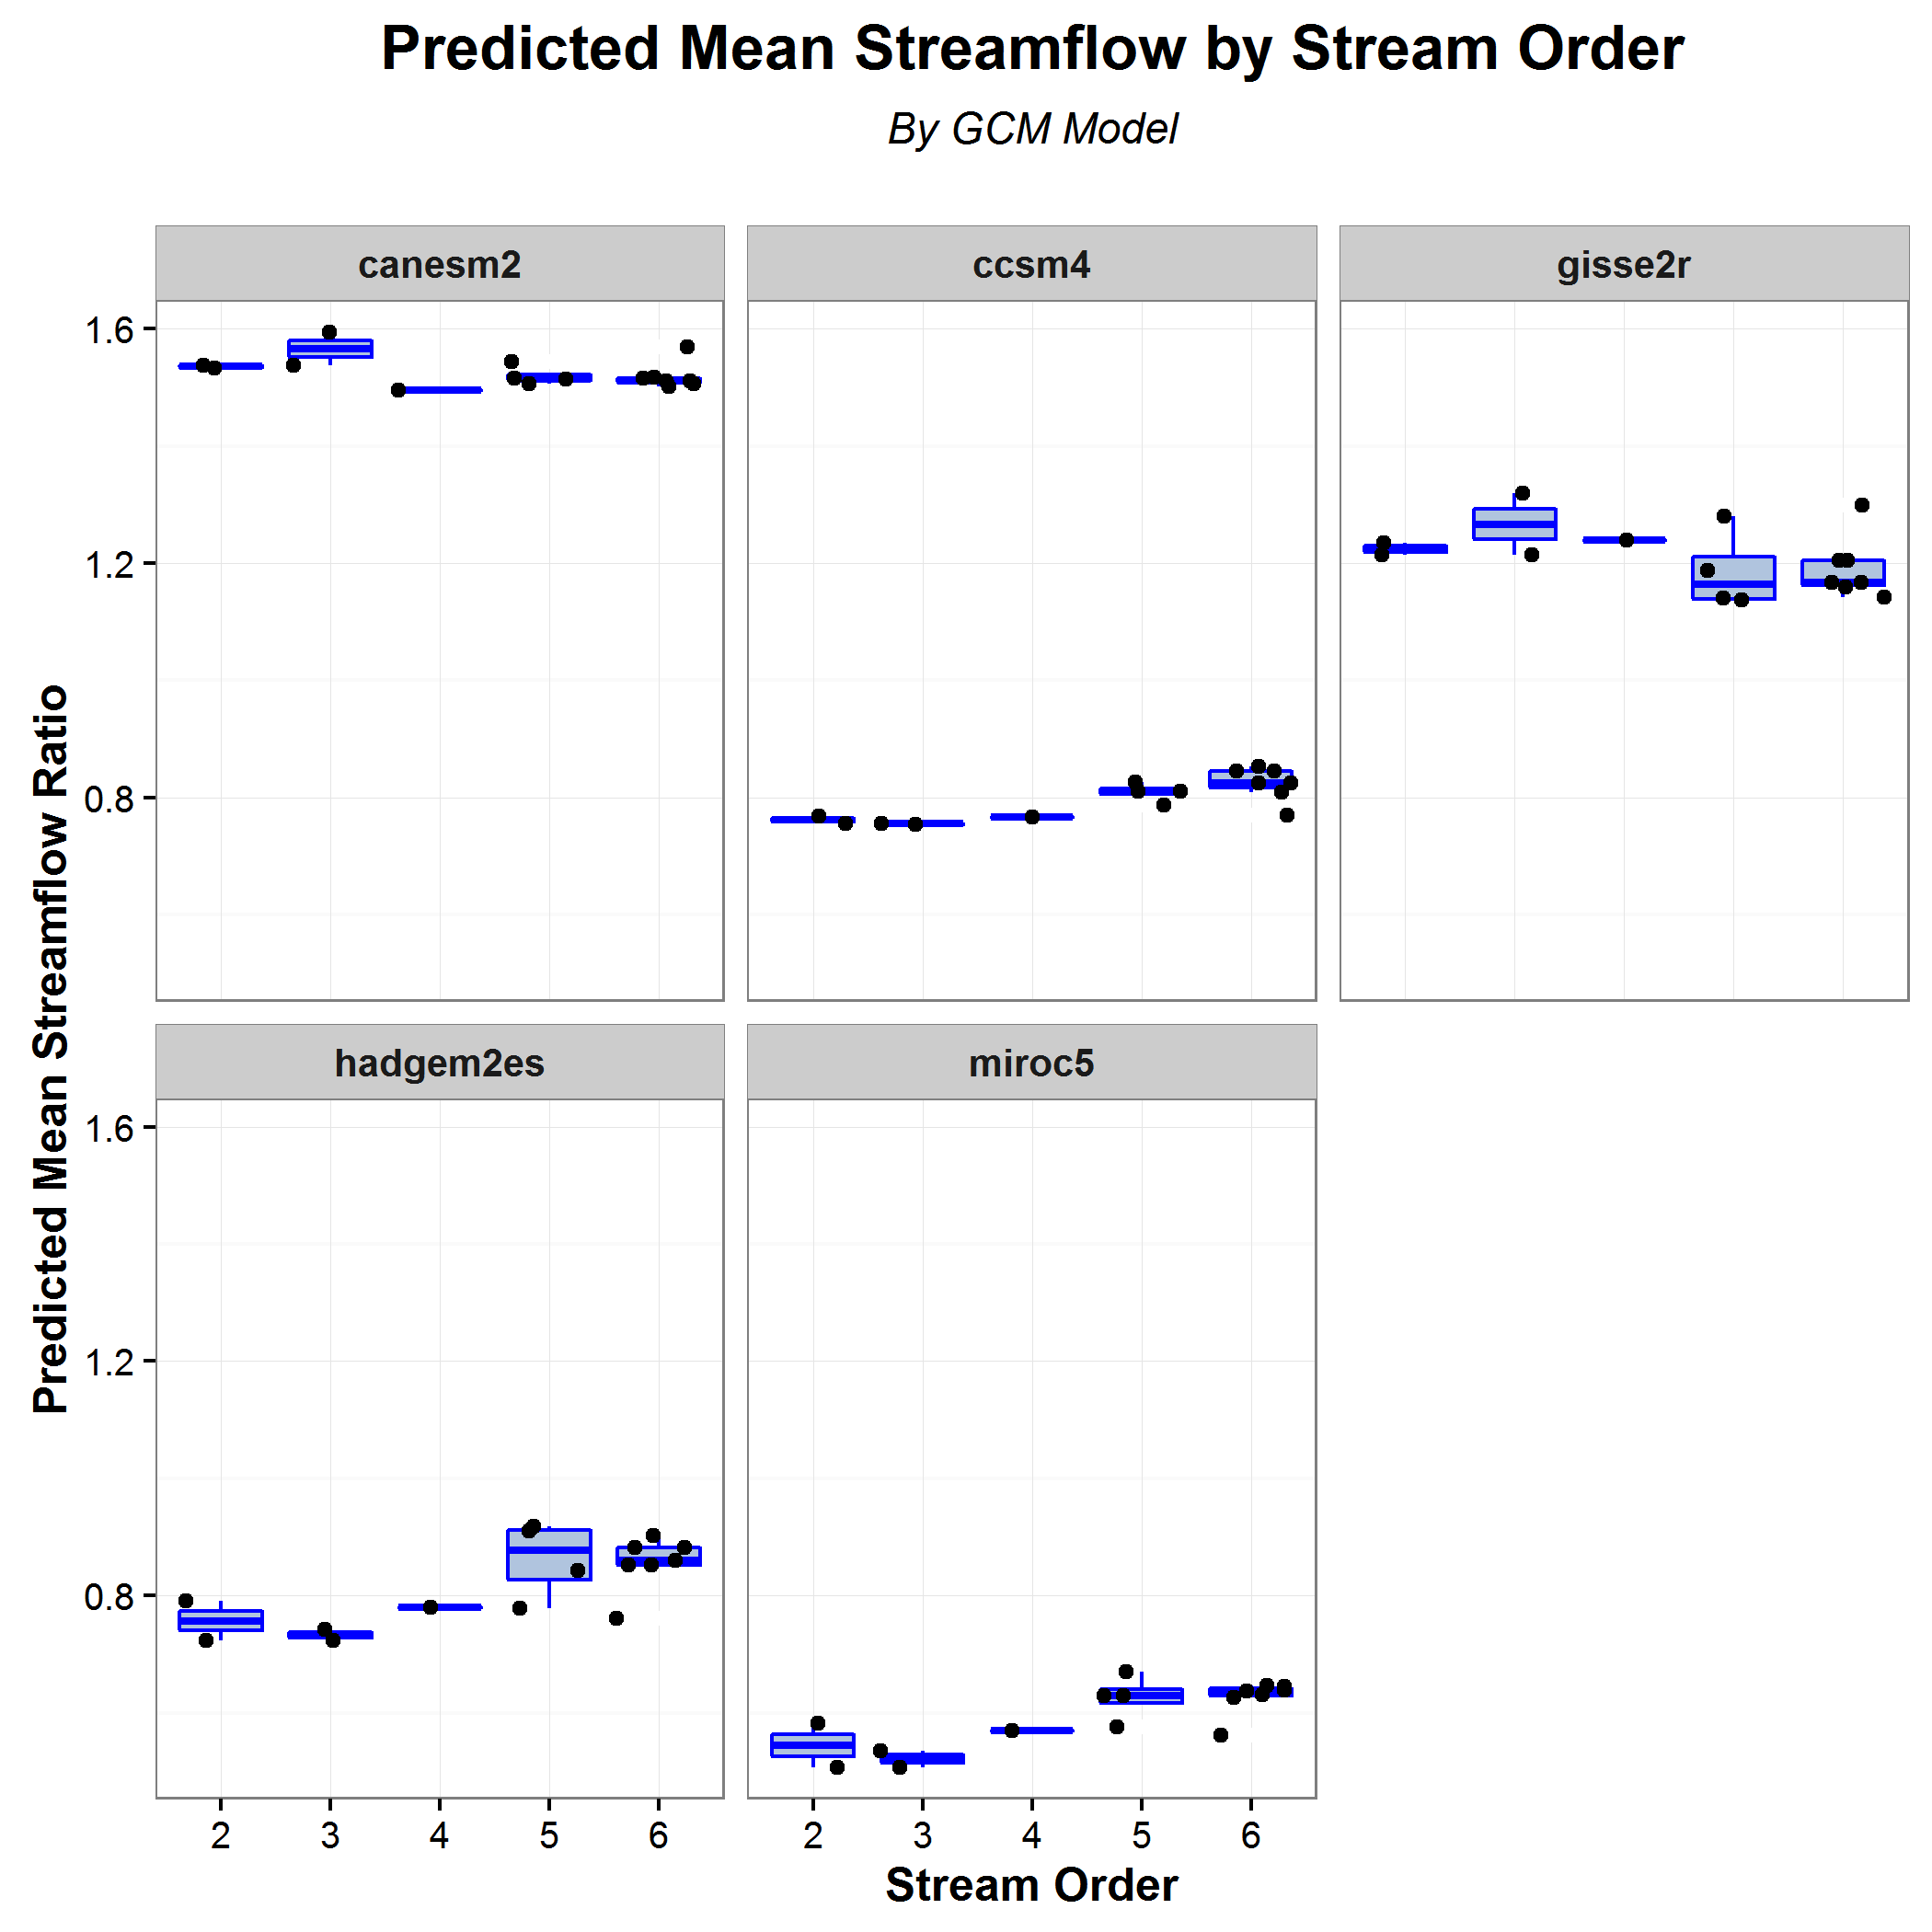 Predicted Mean Streamflow by Stream Order
By GCM Model
canesm2
ccsm4
gisse2r
1.6
1.2
0.8
Predicted Mean Streamflow Ratio
hadgem2es
miroc5
1.6
1.2
0.8
2 3 4 5 6
2 3 4 5 6
Stream Order